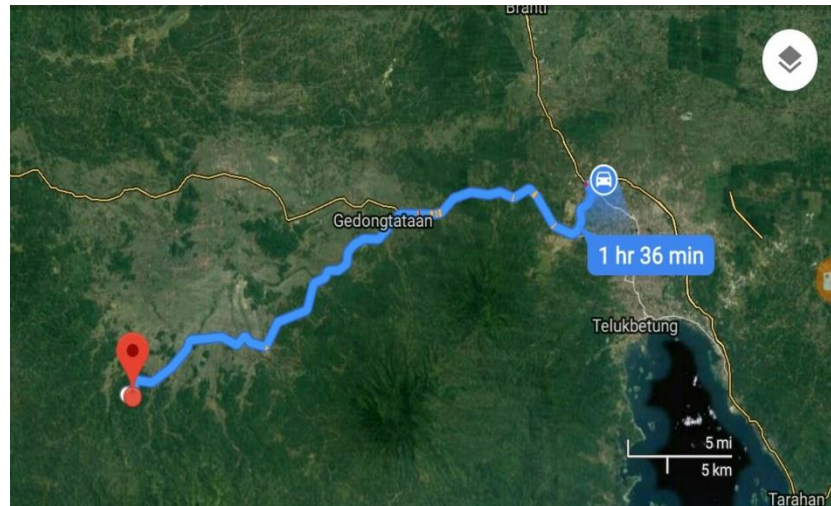 Branti
Gedongtataan
1 hr 36 min
Telukbetung
5 mi
5 km
Tarahan